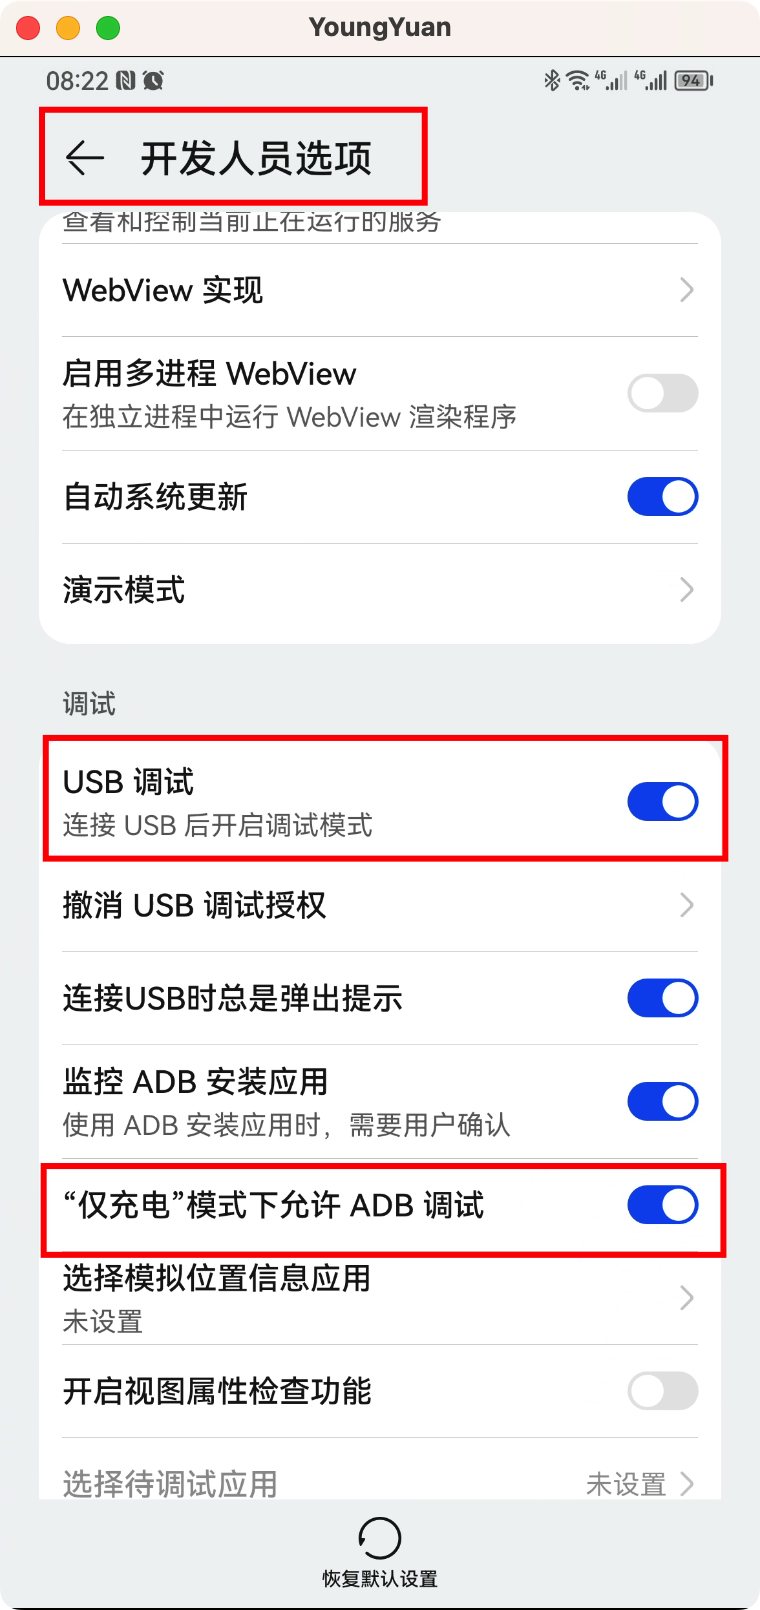 YoungYuan
08:22
4G 4G 94
开发人员选项
查看和控制当前正在运行的服务
WebView 实现
启用多进程 WebView
在独立进程中运行 WebView 渲染程序
自动系统更新
演示模式
调试
USB 调试
连接 USB 后开启调试模式
撤消 USB 调试授权
连接USB时总是弹出提示
监控 ADB 安装应用
使用 ADB 安装应用时，需要用户确认
“仅充电”模式下允许 ADB 调试
选择模拟位置信息应用
未设置
开启视图属性检查功能
选择待调试应用 未设置
恢复默认设置